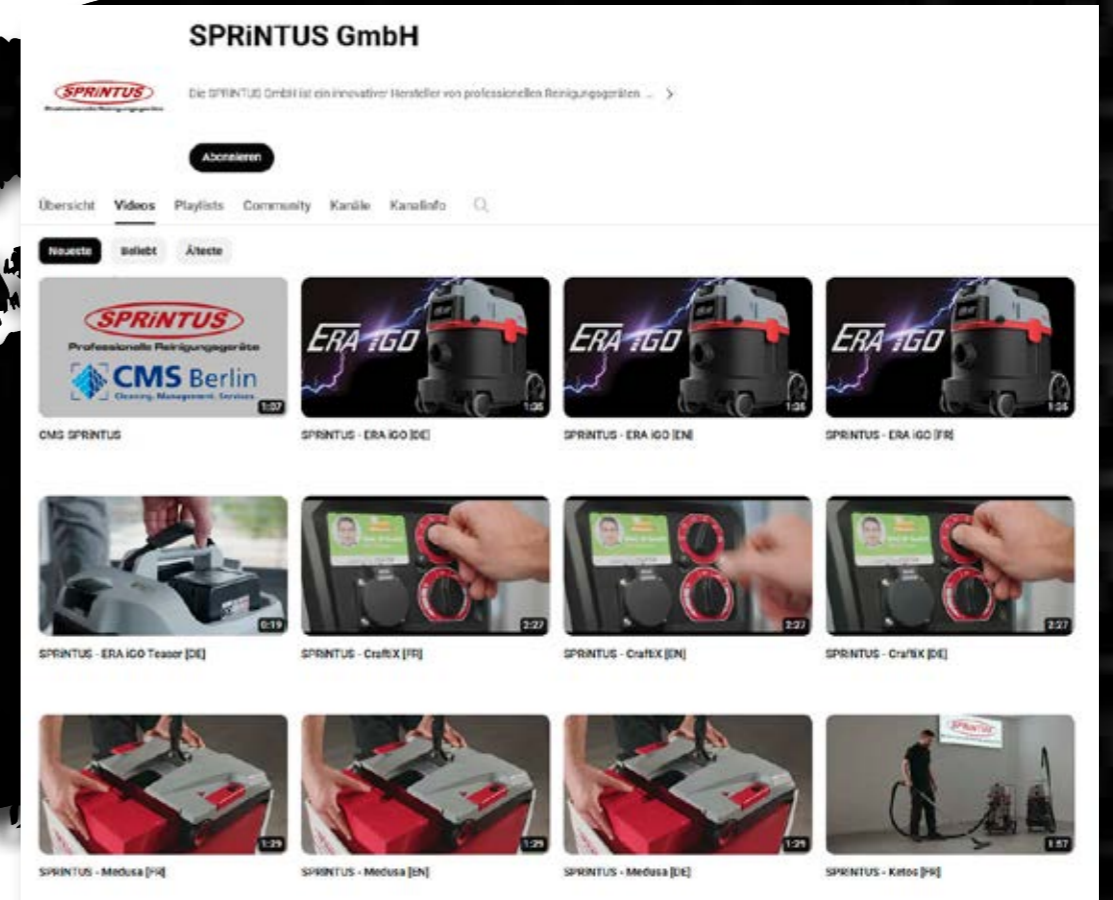 SPRiNTUS GmbH
SPRiNTUS
Die SPRiNTUS GmbH ist ein innovativer Hersteller von professionellen Reinigungsgeräten ...
Abonnieren
Übersicht Videos Playlists Community Kanäle Kanalinfo
Neueste Beliebt Älteste
SPRiNTUS
Professionelle Reinigungsgeräte
CMS Berlin
Cleaning. Management. Services
1:07
ERA iGO
1:35
ERA iGO
1:35
ERA iGO
1:35
CMS SPRiNTUS
SPRiNTUS - ERA iGO [DE]
SPRiNTUS - ERA iGO [EN]
SPRiNTUS - ERA iGO [FR]
0:19
2:27
2:27
2:27
SPRiNTUS - ERA iGO Teaser [DE]
SPRiNTUS - CraftiX [FR]
SPRiNTUS - CraftiX [EN]
SPRiNTUS - CraftiX [DE]
1:29
1:29
1:29
SPRiNTUS
1:57
SPRiNTUS - Medusa [FR]
SPRiNTUS - Medusa [EN]
SPRiNTUS - Medusa [DE]
SPRiNTUS - Ketos [FR]